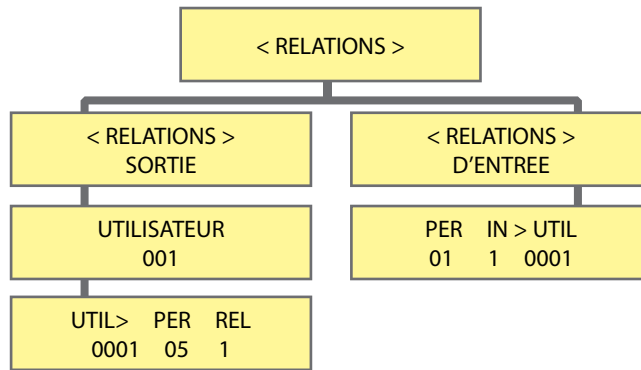 < RELATIONS >
< RELATIONS >
SORTIE
< RELATIONS >
D'ENTREE
UTILISATEUR
001
PER IN > UTIL
01 1 0001
UTIL> PER REL
0001 05 1